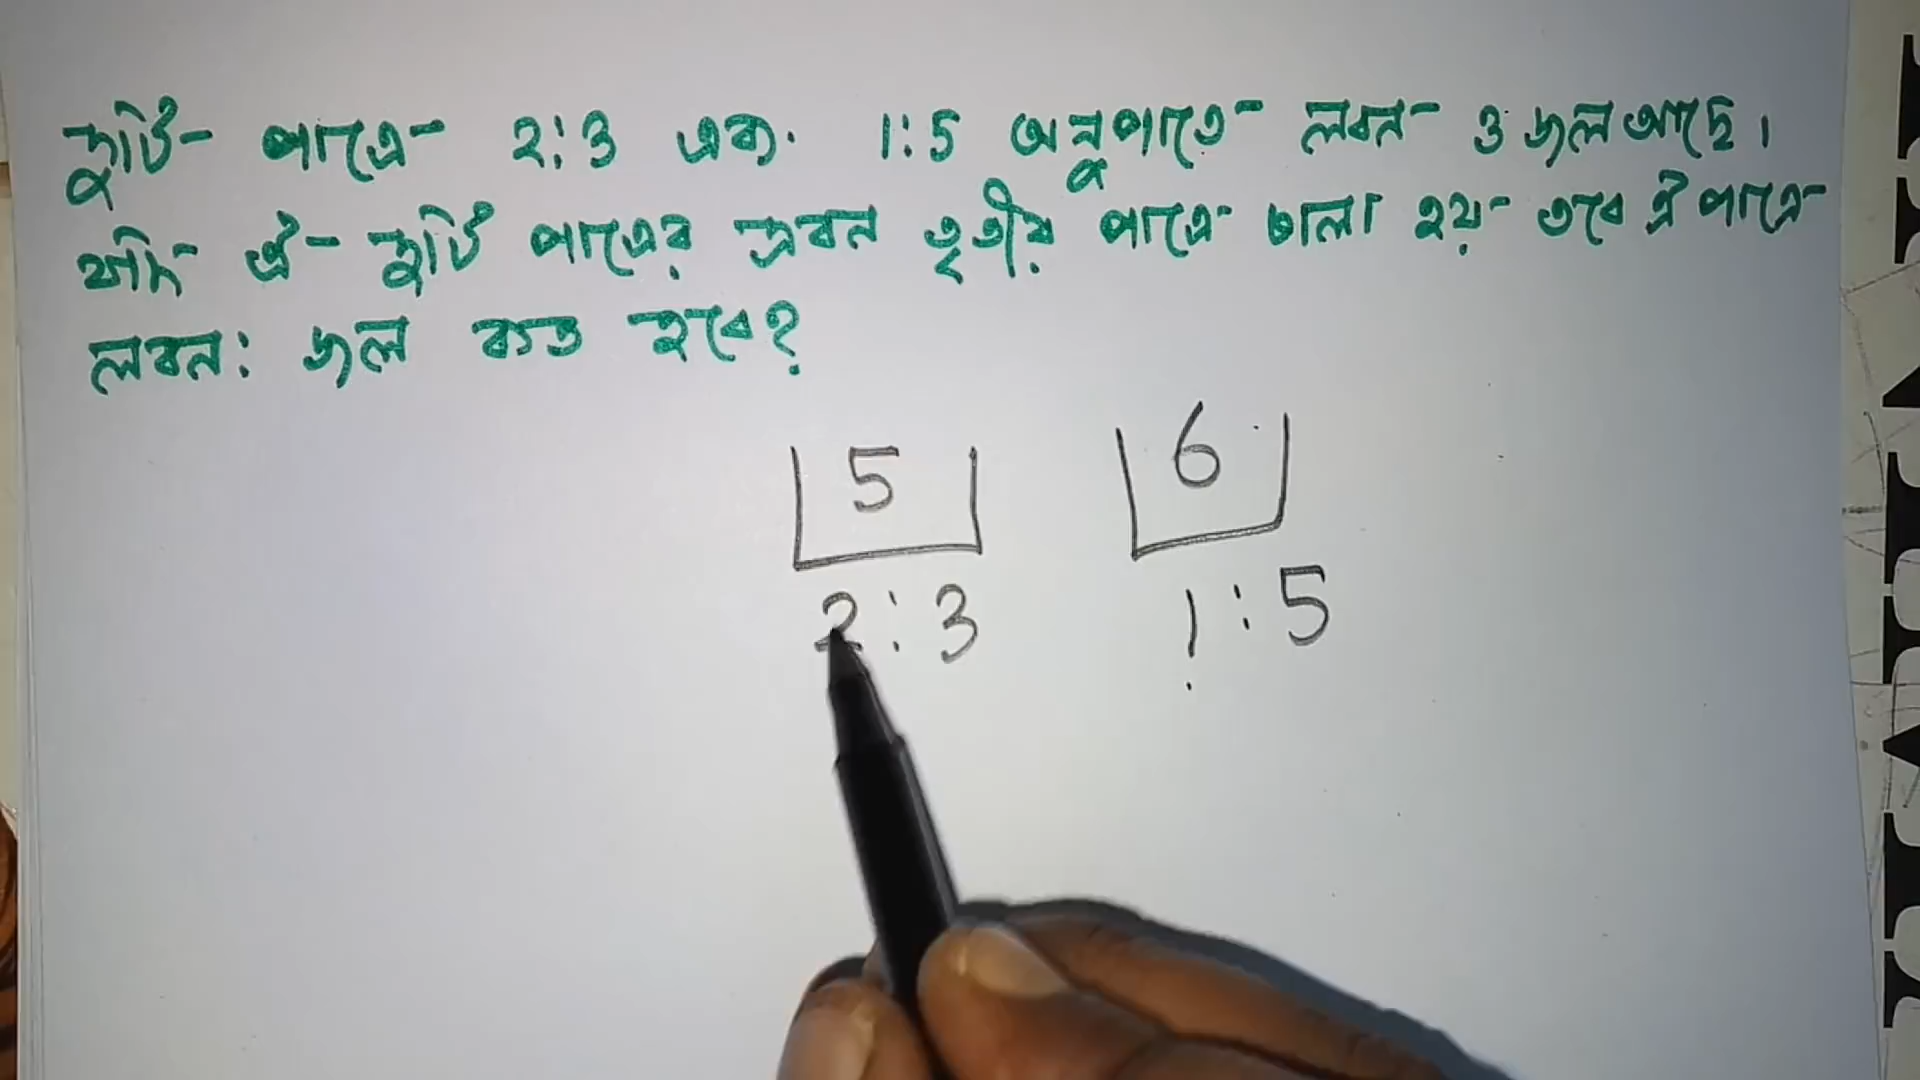 দুটি পাত্রে 2:3 এবং 1:5 অনুপাতে লবন ও জল আছে।
যদি ঐ দুটি পাত্রের দ্রবন তৃতীয় পাত্রে ঢালা হয় তবে ঐ পাত্রে
লবন: জল কত হবে?
5 6
2:3 1:5